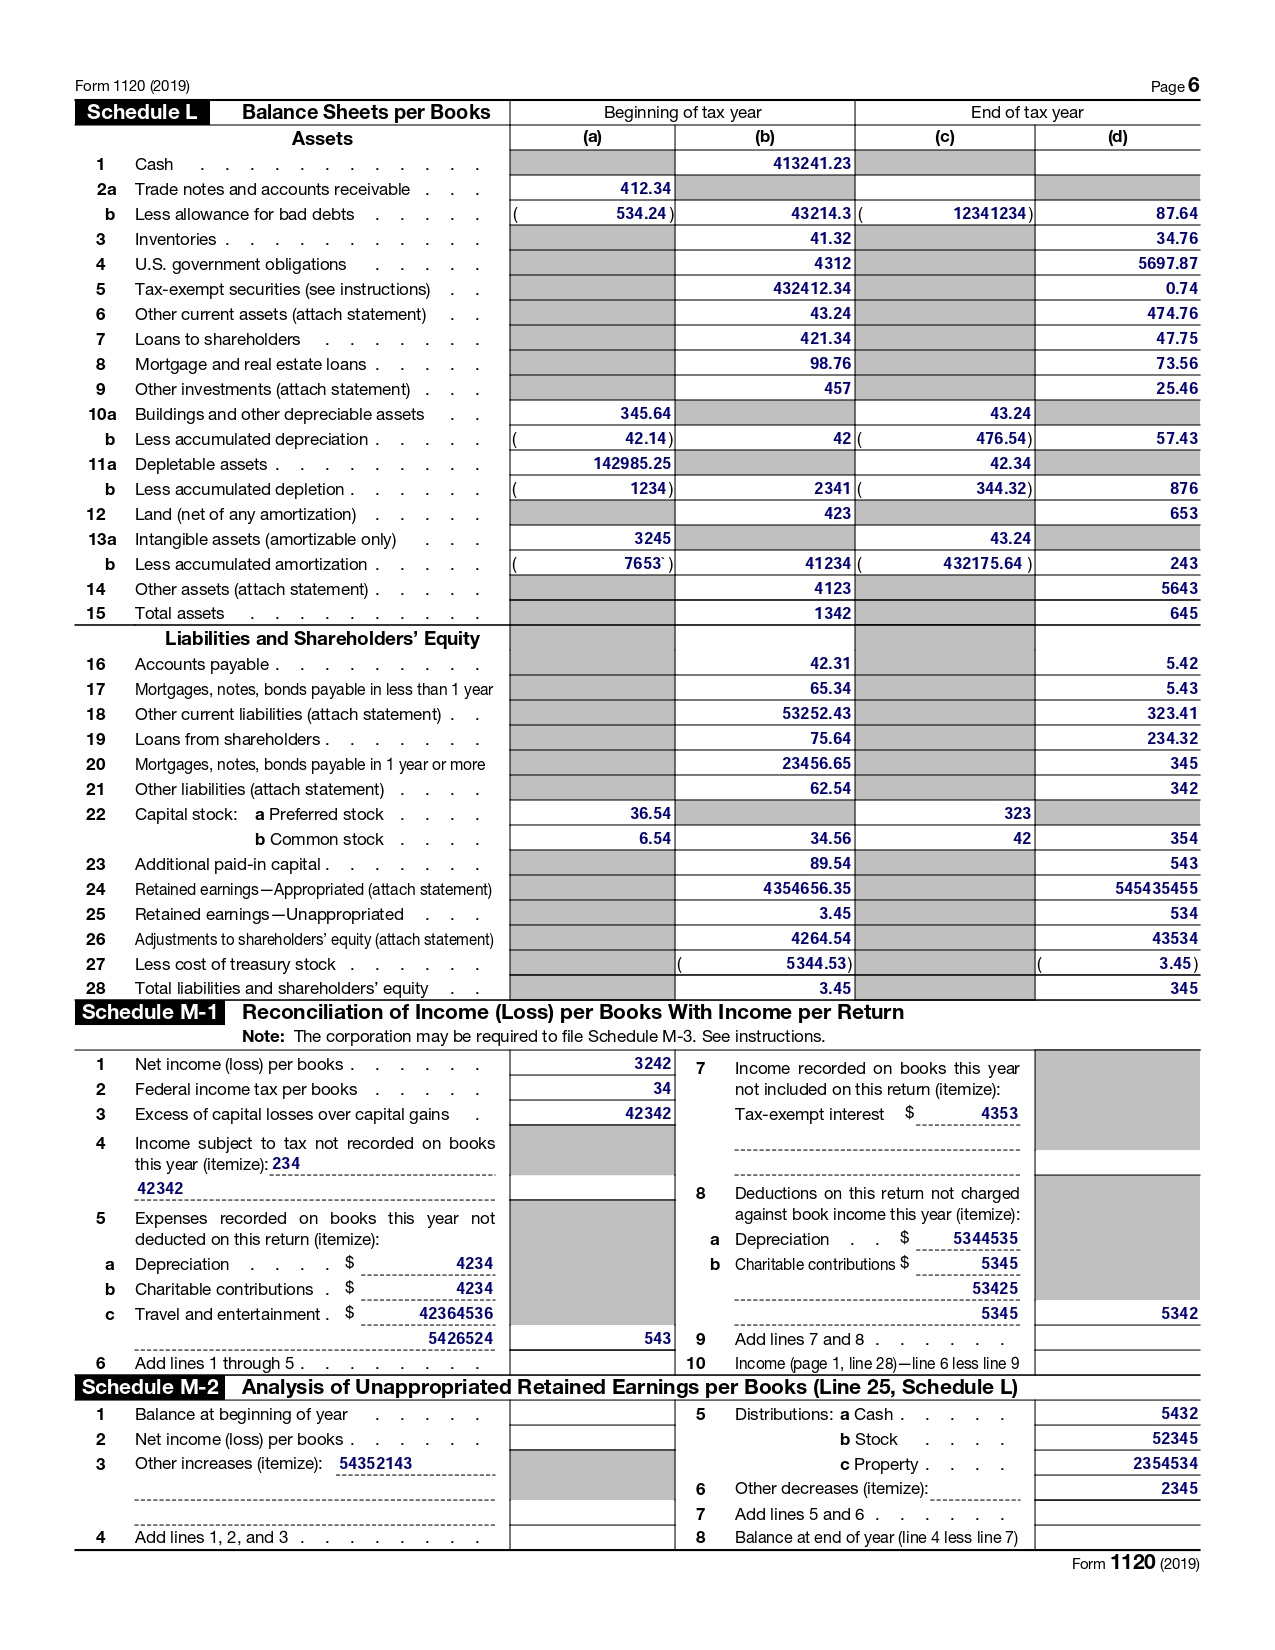 Form 1120 (2019) Page 6
Schedule L Balance Sheets per Books Beginning of tax year End of tax year
Assets (a) (b) (c) (d)
1 Cash . . . . . . . . . . . . 413241.23
2a Trade notes and accounts receivable . . . 412.34
b Less allowance for bad debts . . . . . ( 534.24 ) 43214.3 ( 12341234 ) 87.64
3 Inventories . . . . . . . . . . . 41.32 34.76
4 U.S. government obligations . . . . . 4312 5697.87
5 Tax-exempt securities (see instructions) . . 432412.34 0.74
6 Other current assets (attach statement) . . 43.24 474.76
7 Loans to shareholders . . . . . . . 421.34 47.75
8 Mortgage and real estate loans . . . . . 98.76 73.56
9 Other investments (attach statement) . . . 457 25.46
10a Buildings and other depreciable assets . . 345.64 43.24
b Less accumulated depreciation . . . . . ( 42.14 ) 42 ( 476.54 ) 57.43
11a Depletable assets . . . . . . . . . 142985.25 42.34
b Less accumulated depletion . . . . . . ( 1234 ) 2341 ( 344.32 ) 876
12 Land (net of any amortization) . . . . . 423 653
13a Intangible assets (amortizable only) . . . 3245 43.24
b Less accumulated amortization . . . . . ( 7653` ) 41234 ( 432175.64 ) 243
14 Other assets (attach statement) . . . . . 4123 5643
15 Total assets . . . . . . . . . . 1342 645
Liabilities and Shareholders' Equity
16 Accounts payable . . . . . . . . . 42.31 5.42
17 Mortgages, notes, bonds payable in less than 1 year 65.34 5.43
18 Other current liabilities (attach statement) . . 53252.43 323.41
19 Loans from shareholders . . . . . . . 75.64 234.32
20 Mortgages, notes, bonds payable in 1 year or more 23456.65 345
21 Other liabilities (attach statement) . . . . 62.54 342
22 Capital stock: a Preferred stock . . . . 36.54 323
b Common stock . . . . 6.54 34.56 42 354
23 Additional paid-in capital . . . . . . . 89.54 543
24 Retained earnings—Appropriated (attach statement) 4354656.35 545435455
25 Retained earnings—Unappropriated . . . 3.45 534
26 Adjustments to shareholders' equity (attach statement) 4264.54 43534
27 Less cost of treasury stock . . . . . . ( 5344.53 ) ( 3.45 )
28 Total liabilities and shareholders' equity . . 3.45 345
Schedule M-1 Reconciliation of Income (Loss) per Books With Income per Return
Note: The corporation may be required to file Schedule M-3. See instructions.
1 Net income (loss) per books . . . . . . 3242
2 Federal income tax per books . . . . . 34
3 Excess of capital losses over capital gains . 42342
4 Income subject to tax not recorded on books
this year (itemize): 234
42342
5 Expenses recorded on books this year not
deducted on this return (itemize):
a Depreciation . . . . $ 4234
b Charitable contributions . $ 4234
c Travel and entertainment . $ 42364536
5426524 543
6 Add lines 1 through 5 . . . . . . . .
7 Income recorded on books this year
not included on this return (itemize):
Tax-exempt interest $ 4353
8 Deductions on this return not charged
against book income this year (itemize):
a Depreciation . . $ 5344535
b Charitable contributions $ 5345
53425
5345 5342
9 Add lines 7 and 8 . . . . . .
10 Income (page 1, line 28)—line 6 less line 9
Schedule M-2 Analysis of Unappropriated Retained Earnings per Books (Line 25, Schedule L)
1 Balance at beginning of year . . . . .
2 Net income (loss) per books . . . . . .
3 Other increases (itemize): 54352143
4 Add lines 1, 2, and 3 . . . . . . . .
5 Distributions: a Cash . . . . . 5432
b Stock . . . . 52345
c Property . . . . 2354534
6 Other decreases (itemize): 2345
7 Add lines 5 and 6 . . . . . .
8 Balance at end of year (line 4 less line 7)
Form 1120 (2019)